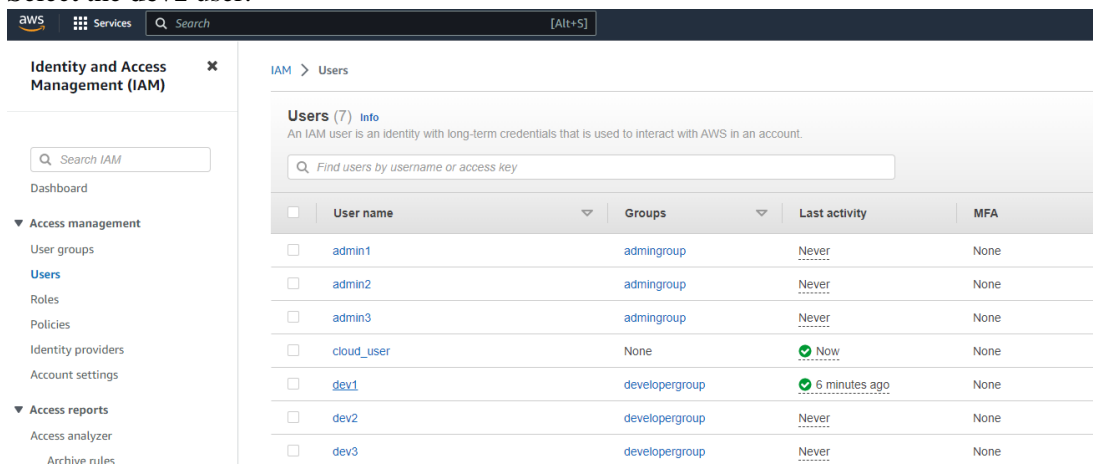 Select the dev2 user.
aws Services Search [Alt+S]
Identity and Access Management (IAM)
Search IAM
Dashboard
Access management
User groups
Users
Roles
Policies
Identity providers
Account settings
Access reports
Access analyzer
Archive rules
IAM > Users
Users (7) Info
An IAM user is an identity with long-term credentials that is used to interact with AWS in an account.
Find users by username or access key
User name Groups Last activity MFA
admin1 admingroup Never None
admin2 admingroup Never None
admin3 admingroup Never None
cloud_user None Now None
dev1 developergroup 6 minutes ago None
dev2 developergroup Never None
dev3 developergroup Never None